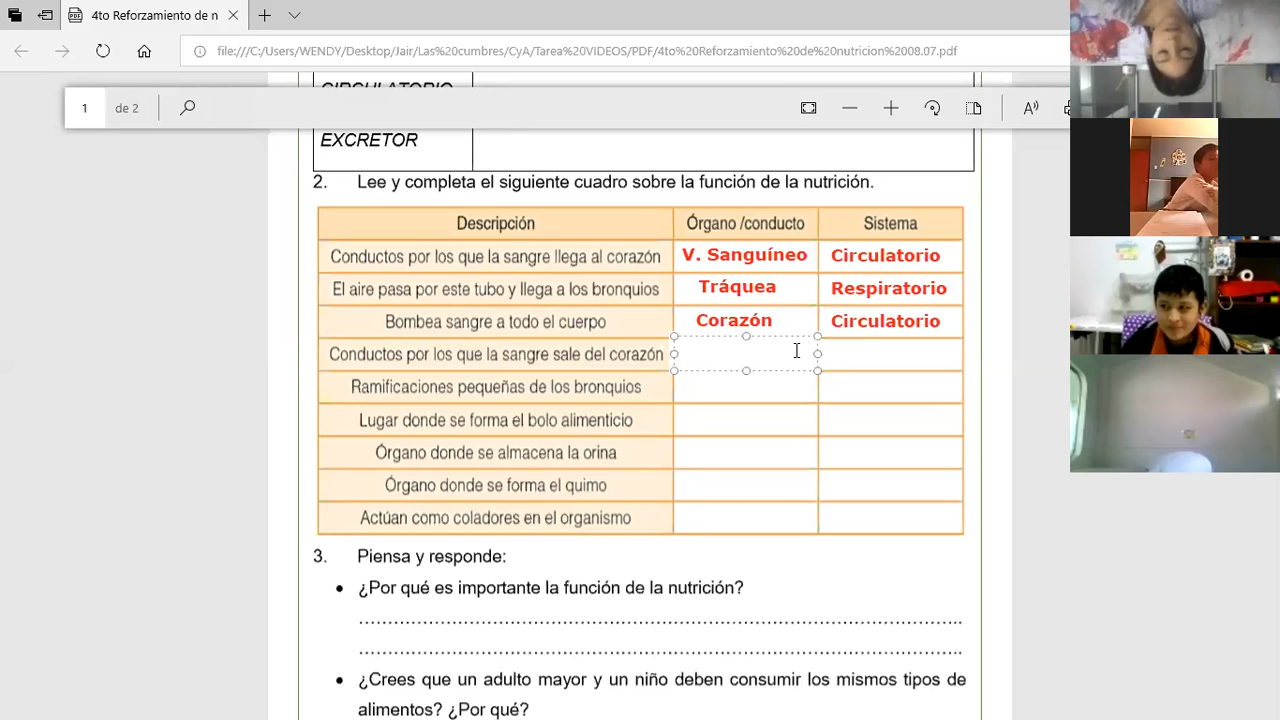 4to Reforzamiento de n
file:///C:/Users/WENDY/Desktop/Jair/Las%20cumbres/CyA/Tarea%20VIDEOS/PDF/4to%20Reforzamiento%20de%20nutricion%2008.07.pdf
CIRCULATORIO
1 de 2
EXCRETOR
2. Lee y completa el siguiente cuadro sobre la función de la nutrición.
Descripción Órgano /conducto Sistema
Conductos por los que la sangre llega al corazón V. Sanguíneo Circulatorio
El aire pasa por este tubo y llega a los bronquios Tráquea Respiratorio
Bombea sangre a todo el cuerpo Corazón Circulatorio
Conductos por los que la sangre sale del corazón
Ramificaciones pequeñas de los bronquios
Lugar donde se forma el bolo alimenticio
Órgano donde se almacena la orina
Órgano donde se forma el quimo
Actúan como coladores en el organismo
3. Piensa y responde:
• ¿Por qué es importante la función de la nutrición?
• ¿Crees que un adulto mayor y un niño deben consumir los mismos tipos de
alimentos? ¿Por qué?